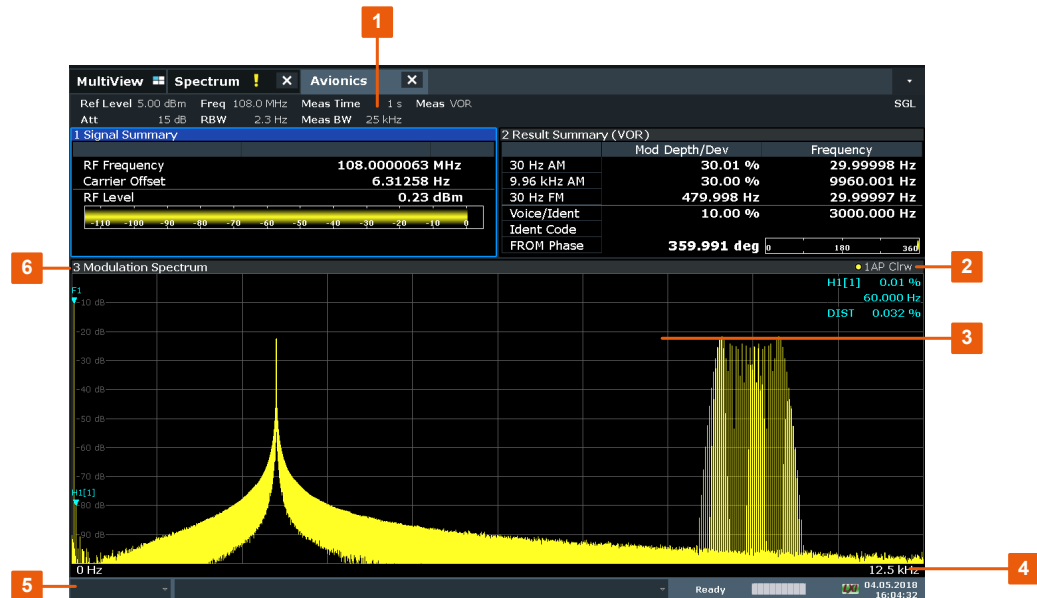 1
MultiView Spectrum ! X Avionics X
Ref Level 5.00 dBm Freq 108.0 MHz Meas Time 1 s Meas VOR SGL
Att 15 dB RBW 2.3 Hz Meas BW 25 kHz
1 Signal Summary
RF Frequency 108.0000063 MHz
Carrier Offset 6.31258 Hz
RF Level 0.23 dBm
-110 -100 -90 -80 -70 -60 -50 -40 -30 -20 -10 0
2 Result Summary (VOR)
Mod Depth/Dev Frequency
30 Hz AM 30.01 % 29.99998 Hz
9.96 kHz AM 30.00 % 9960.001 Hz
30 Hz FM 479.998 Hz 29.99997 Hz
Voice/Ident 10.00 % 3000.000 Hz
Ident Code
FROM Phase 359.991 deg 0 180 360
6
3 Modulation Spectrum
1AP Clrw
2
H1[1] 0.01 %
60.000 Hz
DIST 0.032 %
F1
-10 dB
-20 dB
3
-30 dB
-40 dB
-50 dB
-60 dB
-70 dB
H1[1]
-80 dB
-90 dB
0 Hz 12.5 kHz
4
5
Ready
04.05.2018
16:04:32